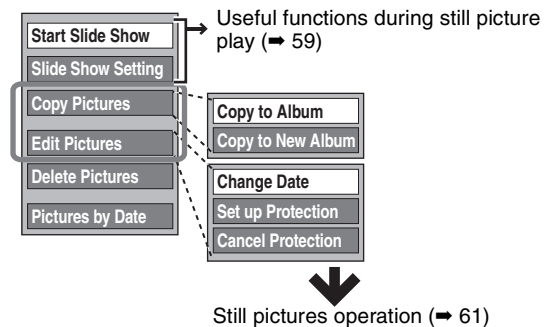 Start Slide Show
Slide Show Setting
Copy Pictures
Edit Pictures
Delete Pictures
Pictures by Date
Useful functions during still picture
play (➡ 59)
Copy to Album
Copy to New Album
Change Date
Set up Protection
Cancel Protection
Still pictures operation (➡ 61)